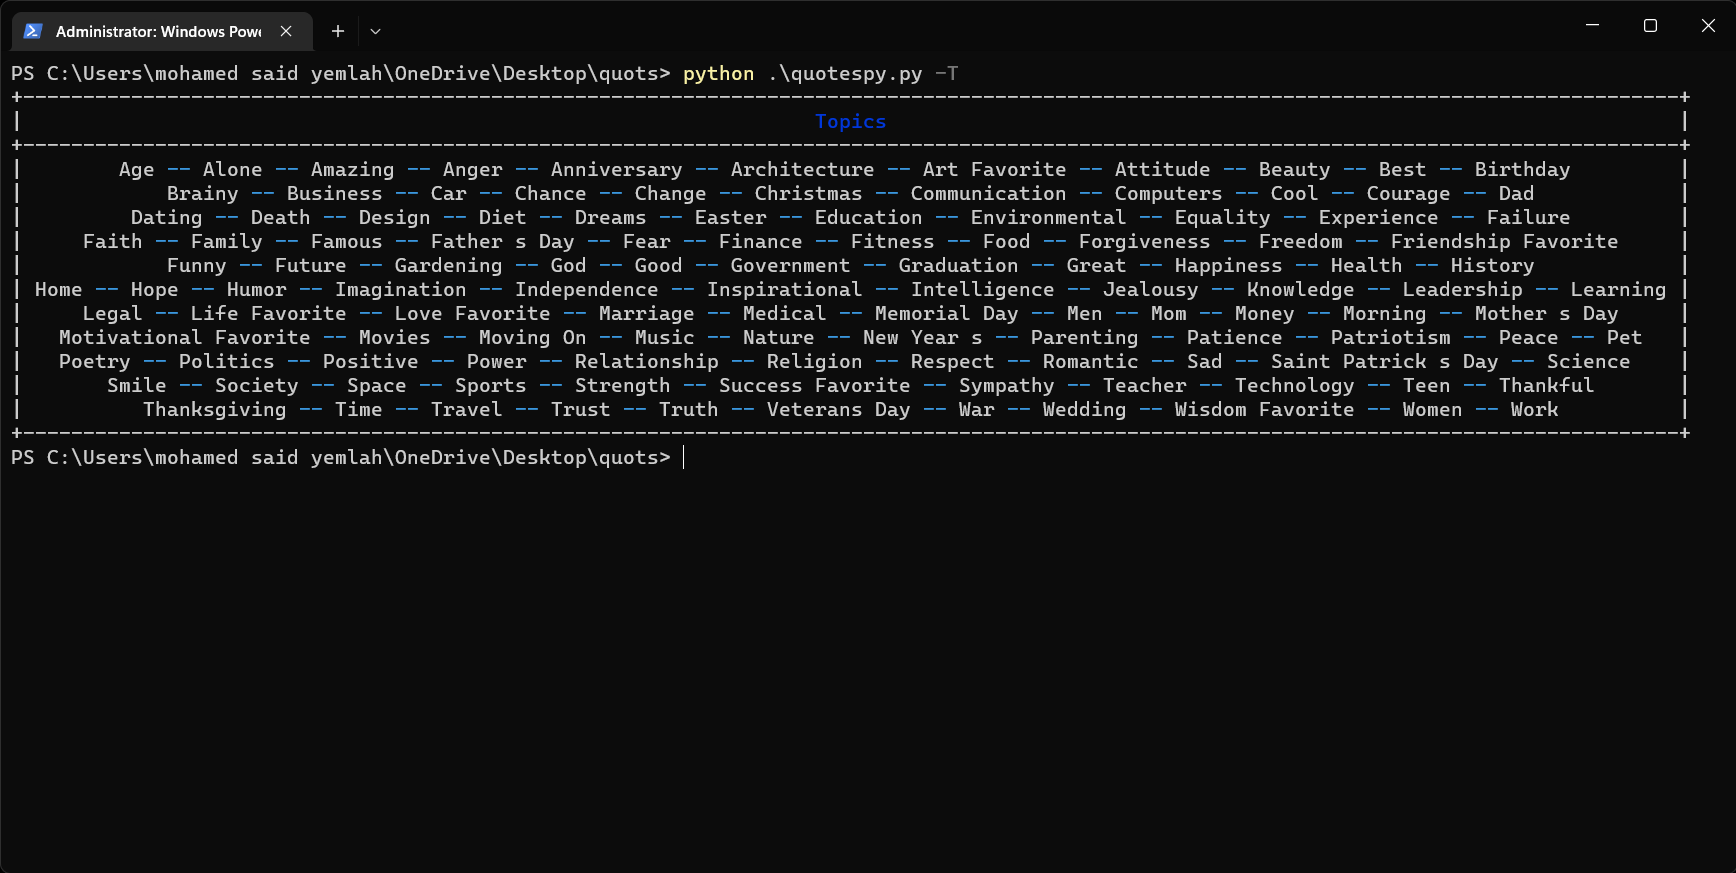 Administrator: Windows Powe
PS C:\Users\mohamed said yemlah\OneDrive\Desktop\quots> python .\quotespy.py -T
Topics
Age -- Alone -- Amazing -- Anger -- Anniversary -- Architecture -- Art Favorite -- Attitude -- Beauty -- Best -- Birthday
Brainy -- Business -- Car -- Chance -- Change -- Christmas -- Communication -- Computers -- Cool -- Courage -- Dad
Dating -- Death -- Design -- Diet -- Dreams -- Easter -- Education -- Environmental -- Equality -- Experience -- Failure
Faith -- Family -- Famous -- Father s Day -- Fear -- Finance -- Fitness -- Food -- Forgiveness -- Freedom -- Friendship Favorite
Funny -- Future -- Gardening -- God -- Good -- Government -- Graduation -- Great -- Happiness -- Health -- History
Home -- Hope -- Humor -- Imagination -- Independence -- Inspirational -- Intelligence -- Jealousy -- Knowledge -- Leadership -- Learning
Legal -- Life Favorite -- Love Favorite -- Marriage -- Medical -- Memorial Day -- Men -- Mom -- Money -- Morning -- Mother s Day
Motivational Favorite -- Movies -- Moving On -- Music -- Nature -- New Year s -- Parenting -- Patience -- Patriotism -- Peace -- Pet
Poetry -- Politics -- Positive -- Power -- Relationship -- Religion -- Respect -- Romantic -- Sad -- Saint Patrick s Day -- Science
Smile -- Society -- Space -- Sports -- Strength -- Success Favorite -- Sympathy -- Teacher -- Technology -- Teen -- Thankful
Thanksgiving -- Time -- Travel -- Trust -- Truth -- Veterans Day -- War -- Wedding -- Wisdom Favorite -- Women -- Work
PS C:\Users\mohamed said yemlah\OneDrive\Desktop\quots>